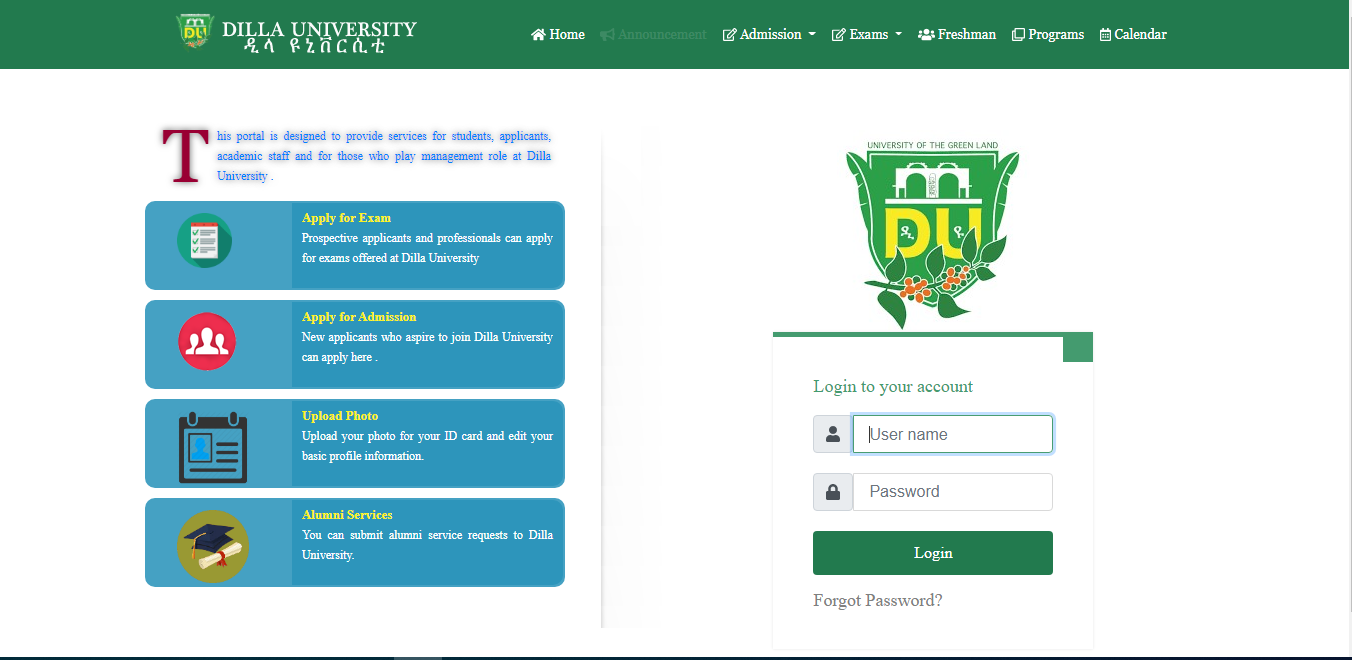 DILLA UNIVERSITY
ዲላ ዩኒቨርሲቲ
Home Announcement Admission Exams Freshman Programs Calendar
This portal is designed to provide services for students, applicants,
academic staff and for those who play management role at Dilla
University .
Apply for Exam
Prospective applicants and professionals can apply
for exams offered at Dilla University
Apply for Admission
New applicants who aspire to join Dilla University
can apply here .
Upload Photo
Upload your photo for your ID card and edit your
basic profile information.
Alumni Services
You can submit alumni service requests to Dilla
University.
UNIVERSITY OF THE GREEN LAND
DU
ዲ ዩ
Login to your account
User name
Password
Login
Forgot Password?